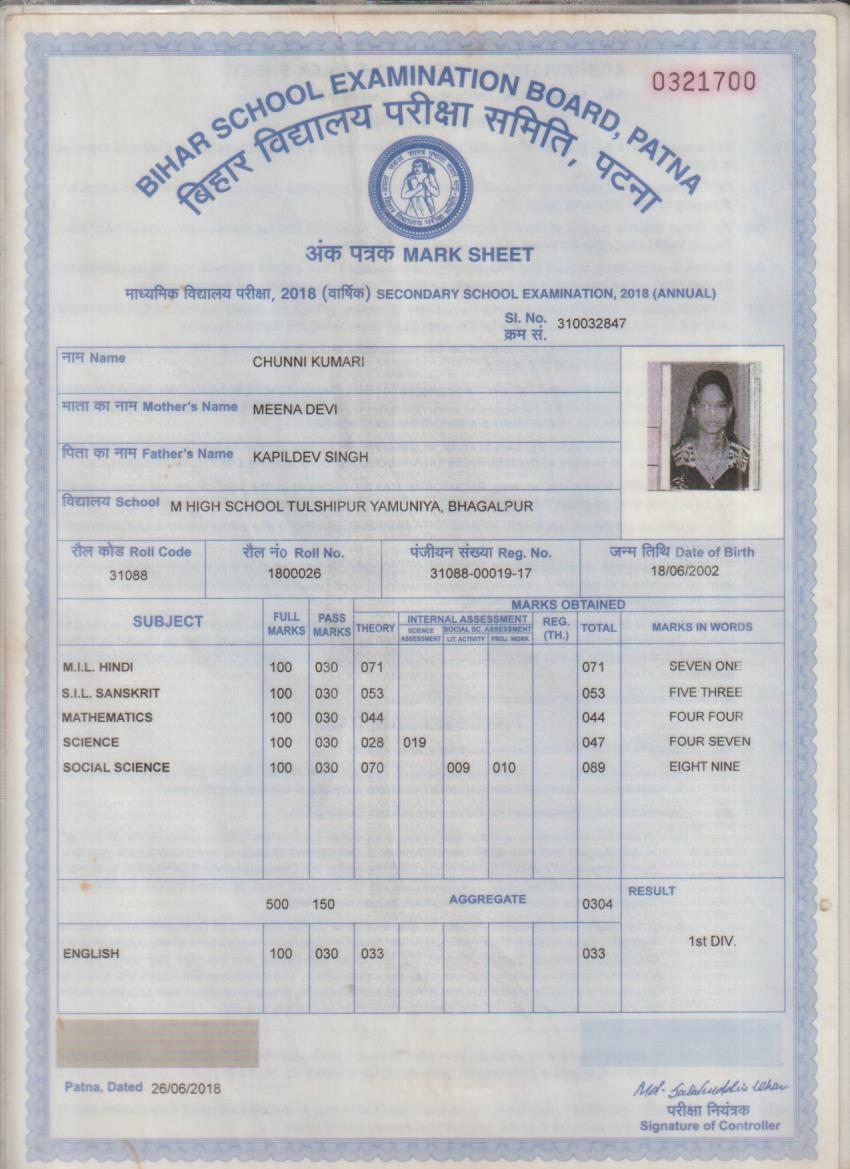 0321700
BIHAR SCHOOL EXAMINATION BOARD, PATNA
बिहार विद्यालय परीक्षा समिति, पटना
अंक पत्रक MARK SHEET
माध्यमिक विद्यालय परीक्षा, 2018 (वार्षिक) SECONDARY SCHOOL EXAMINATION, 2018 (ANNUAL)
Sl. No. 310032847
क्रम सं.
नाम Name CHUNNI KUMARI
माता का नाम Mother's Name MEENA DEVI
पिता का नाम Father's Name KAPILDEV SINGH
विद्यालय School M HIGH SCHOOL TULSHIPUR YAMUNIYA, BHAGALPUR
रौल कोड Roll Code रौल नं० Roll No. पंजीयन संख्या Reg. No. जन्म तिथि Date of Birth
31088 1800026 31088-00019-17 18/06/2002
MARKS OBTAINED
SUBJECT FULL MARKS PASS MARKS THEORY INTERNAL ASSESSMENT REG. (TH.) TOTAL MARKS IN WORDS
SCIENCE ASSESSMENT SOCIAL SC. ASSESSMENT
LIT. ACTIVITY PROJ. WORK
M.I.L. HINDI 100 030 071 071 SEVEN ONE
S.I.L. SANSKRIT 100 030 053 053 FIVE THREE
MATHEMATICS 100 030 044 044 FOUR FOUR
SCIENCE 100 030 028 019 047 FOUR SEVEN
SOCIAL SCIENCE 100 030 070 009 010 089 EIGHT NINE
500 150 AGGREGATE 0304 RESULT
1st DIV.
ENGLISH 100 030 033 033
Patna, Dated 26/06/2018
परीक्षा नियंत्रक
Signature of Controller